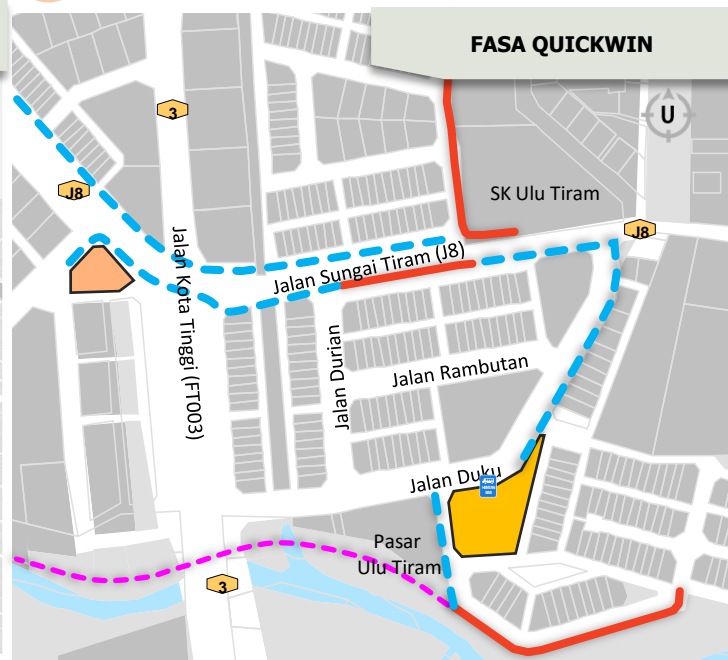 FASA QUICKWIN
3
U
J8
SK Ulu Tiram
J8
Jalan Kota Tinggi (FT003)
Jalan Sungai Tiram (J8)
Jalan Durian
Jalan Rambutan
Jalan Duku
Pasar
Ulu Tiram
3